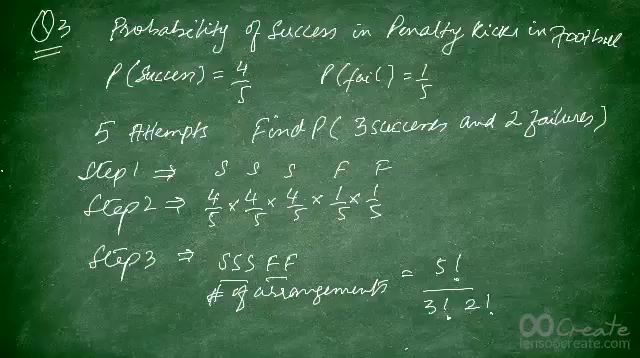 Q3 Probability of Success in Penalty Kicks in Football
P(Success) = 4/5 P(fail) = 1/5
5 Attempts Find P(3 success and 2 failures)
Step 1 ⇒ S S S F F
Step 2 ⇒ 4/5 × 4/5 × 4/5 × 1/5 × 1/5
Step 3 ⇒ SSS FF
# of arrangements = 5! / 3! 2!
Create
lensoocreate.com